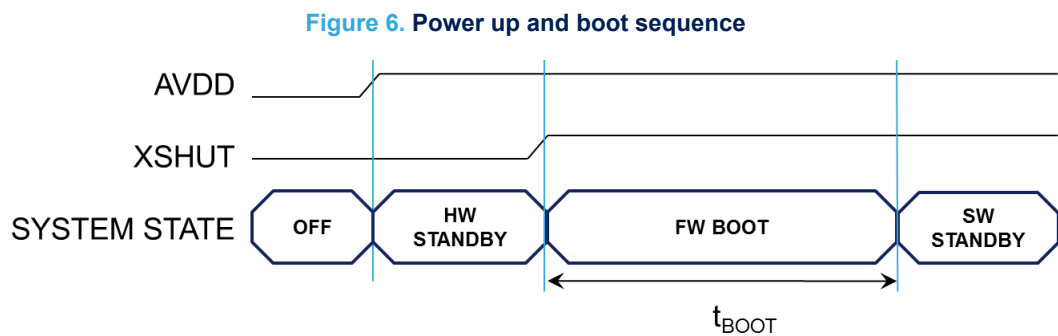 Figure 6. Power up and boot sequence
AVDD
XSHUT
SYSTEM STATE
OFF
HW
STANDBY
FW BOOT
SW
STANDBY
tBOOT